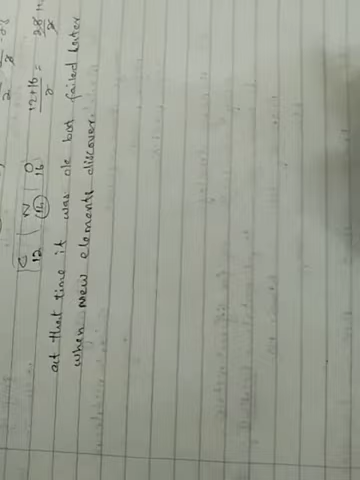 C | N | O
12 (14) 16
12+16/2 = 28/2
at that time it was ok but failed later
when new elements discover.